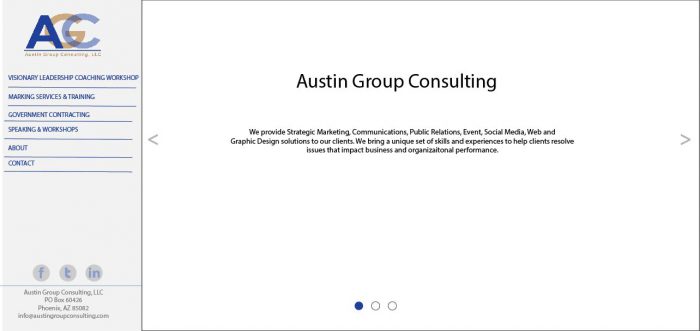 AGC
Austin Group Consulting, LLC
VISIONARY LEADERSHIP COACHING WORKSHOP
MARKING SERVICES & TRAINING
GOVERNMENT CONTRACTING
SPEAKING & WORKSHOPS
ABOUT
CONTACT
f t in
Austin Group Consulting, LLC
PO Box 60426
Phoenix, AZ 85082
info@austingroupconsulting.com
Austin Group Consulting
We provide Strategic Marketing, Communications, Public Relations, Event, Social Media, Web and
Graphic Design solutions to our clients. We bring a unique set of skills and experiences to help clients resolve
issues that impact business and organizaitonal performance.
< >